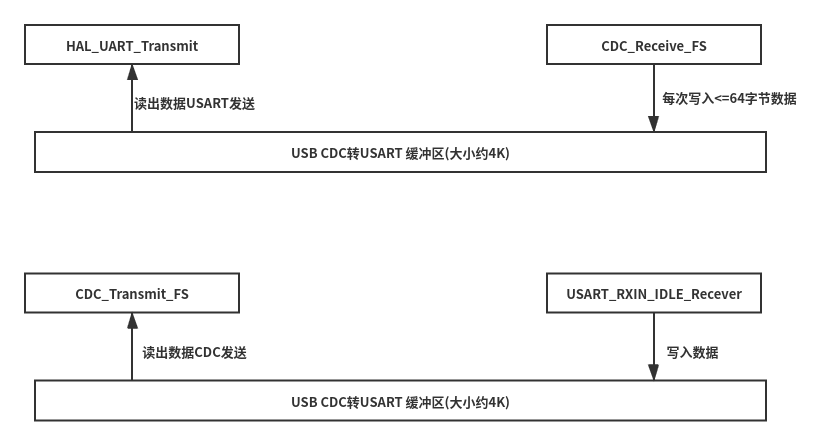 HAL_UART_Transmit
CDC_Receive_FS
读出数据USART发送
每次写入<=64字节数据
USB CDC转USART 缓冲区(大小约4K)
CDC_Transmit_FS
USART_RXIN_IDLE_Recever
读出数据CDC发送
写入数据
USB CDC转USART 缓冲区(大小约4K)